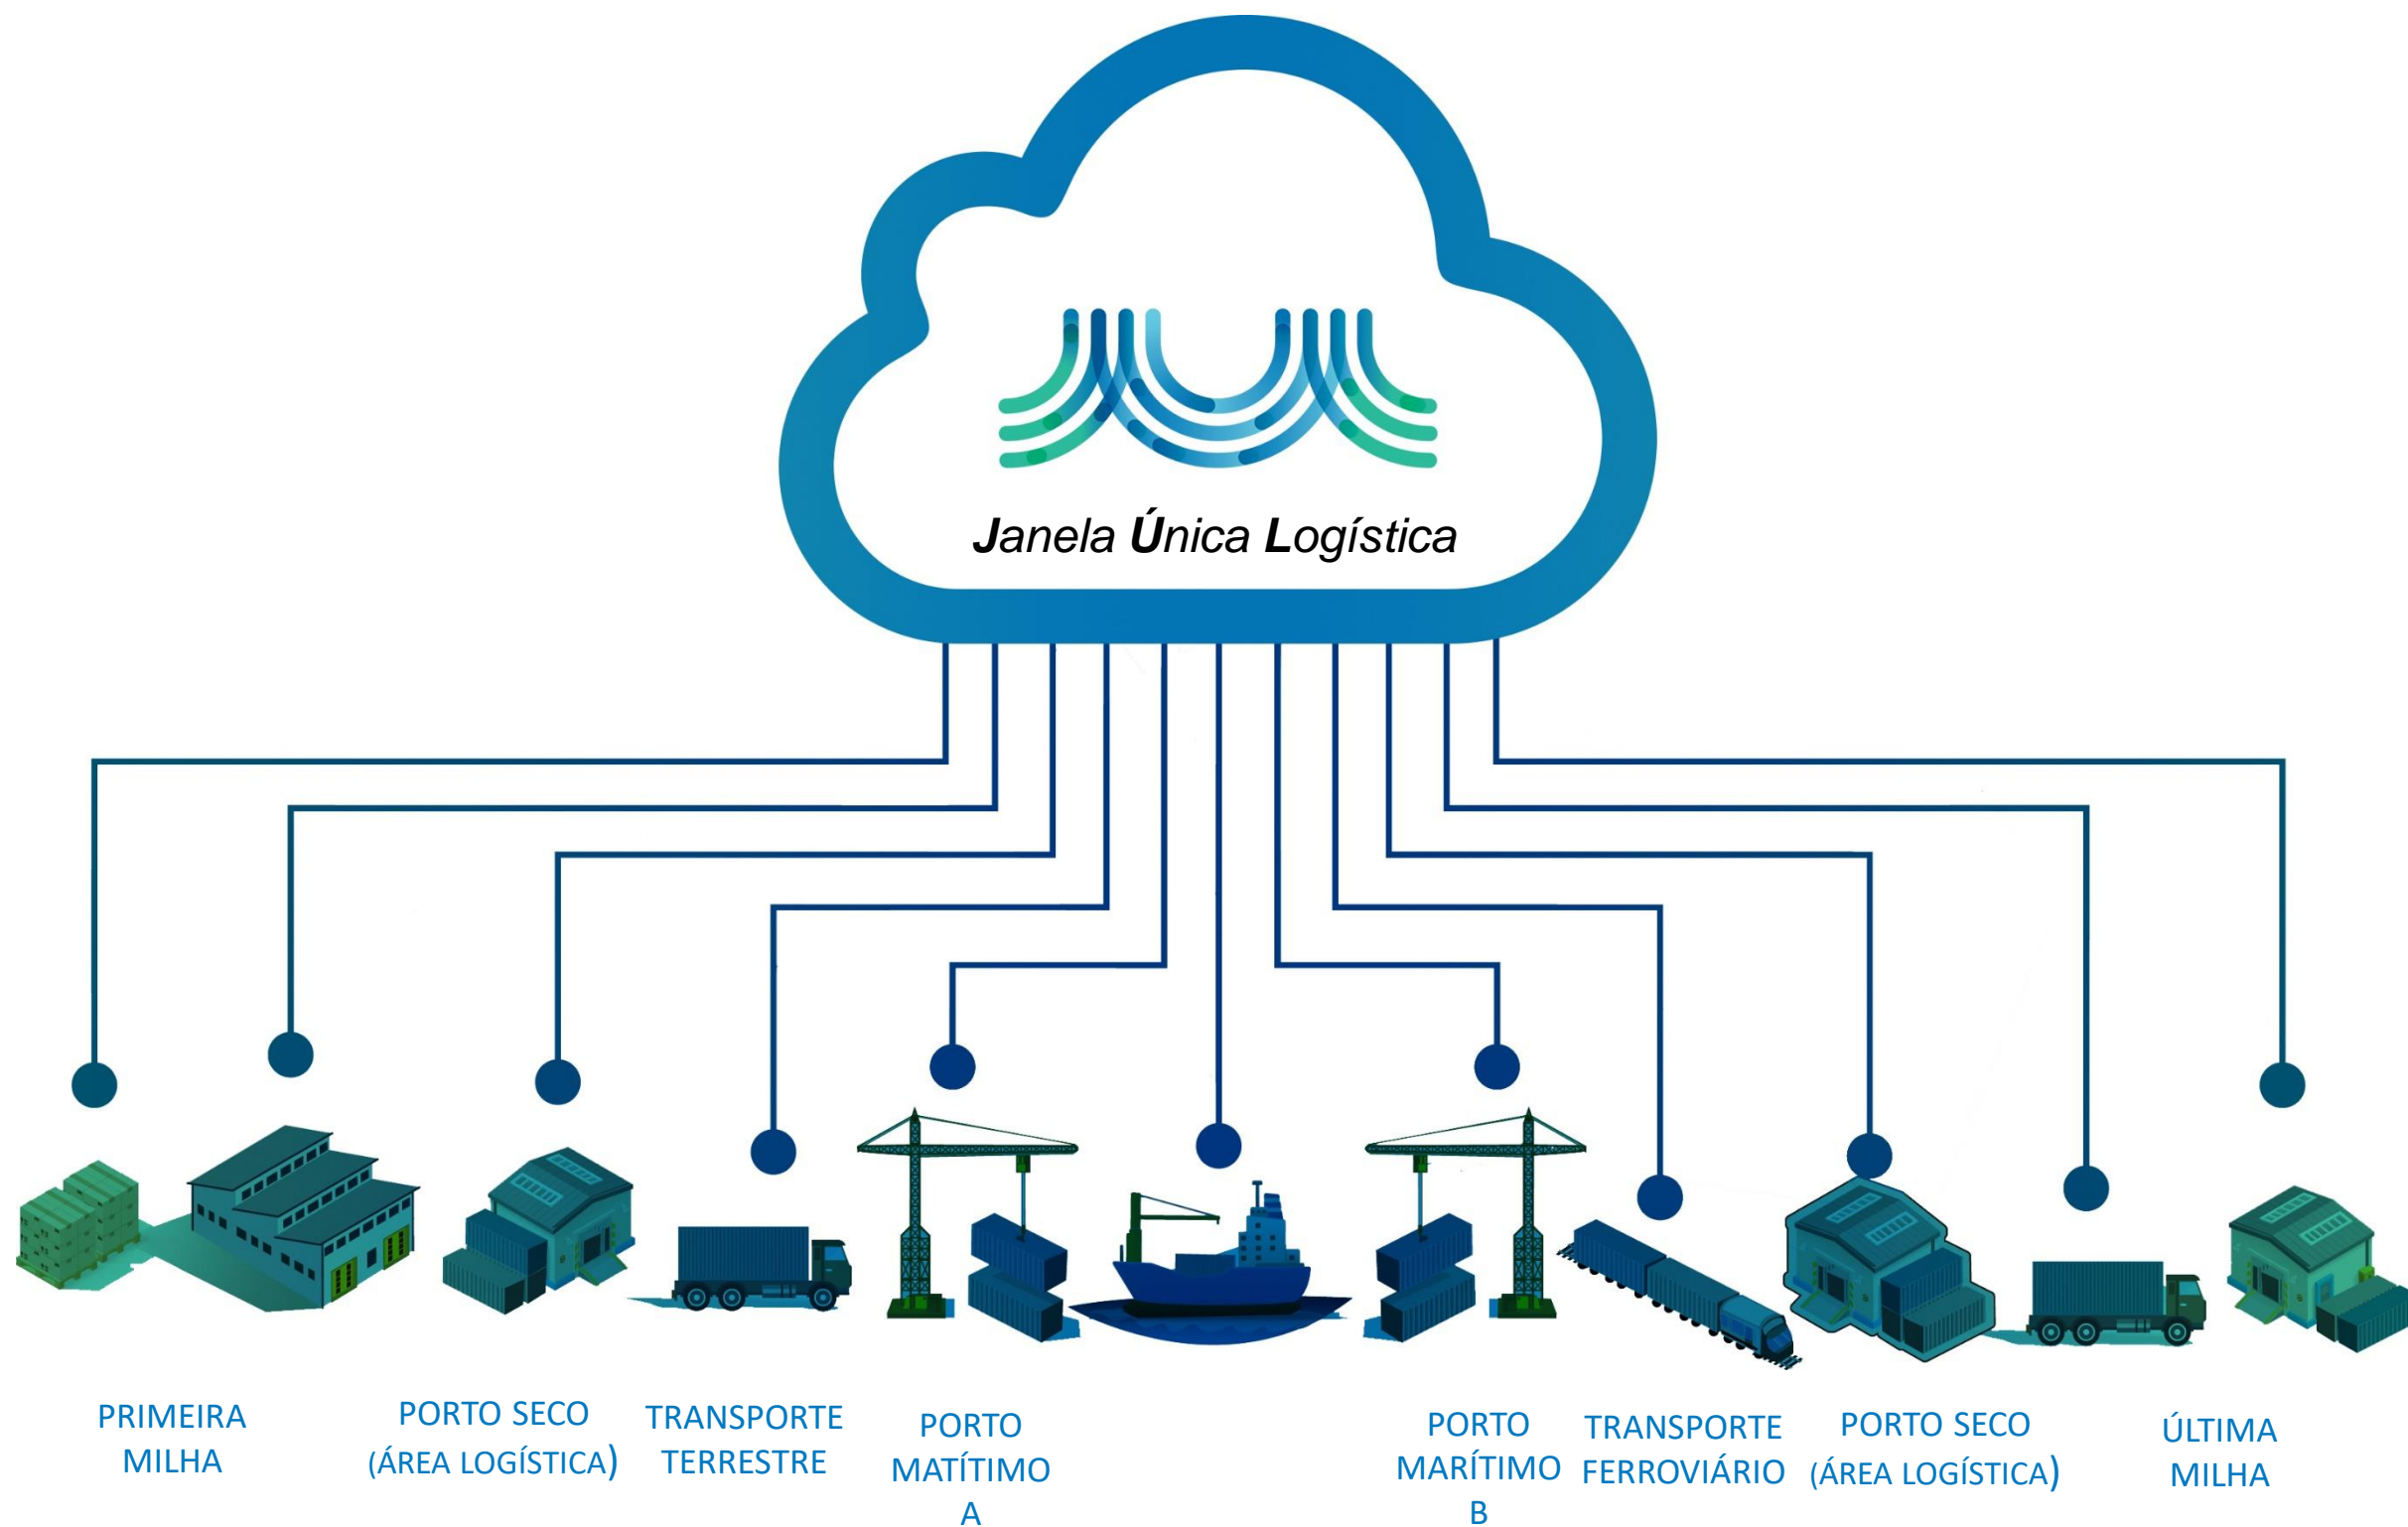 Janela Única Logística
PRIMEIRA
MILHA
PORTO SECO
(ÁREA LOGÍSTICA)
TRANSPORTE
TERRESTRE
PORTO
MATÍTIMO
A
PORTO
MARÍTIMO
B
TRANSPORTE
FERROVIÁRIO
PORTO SECO
(ÁREA LOGÍSTICA)
ÚLTIMA
MILHA